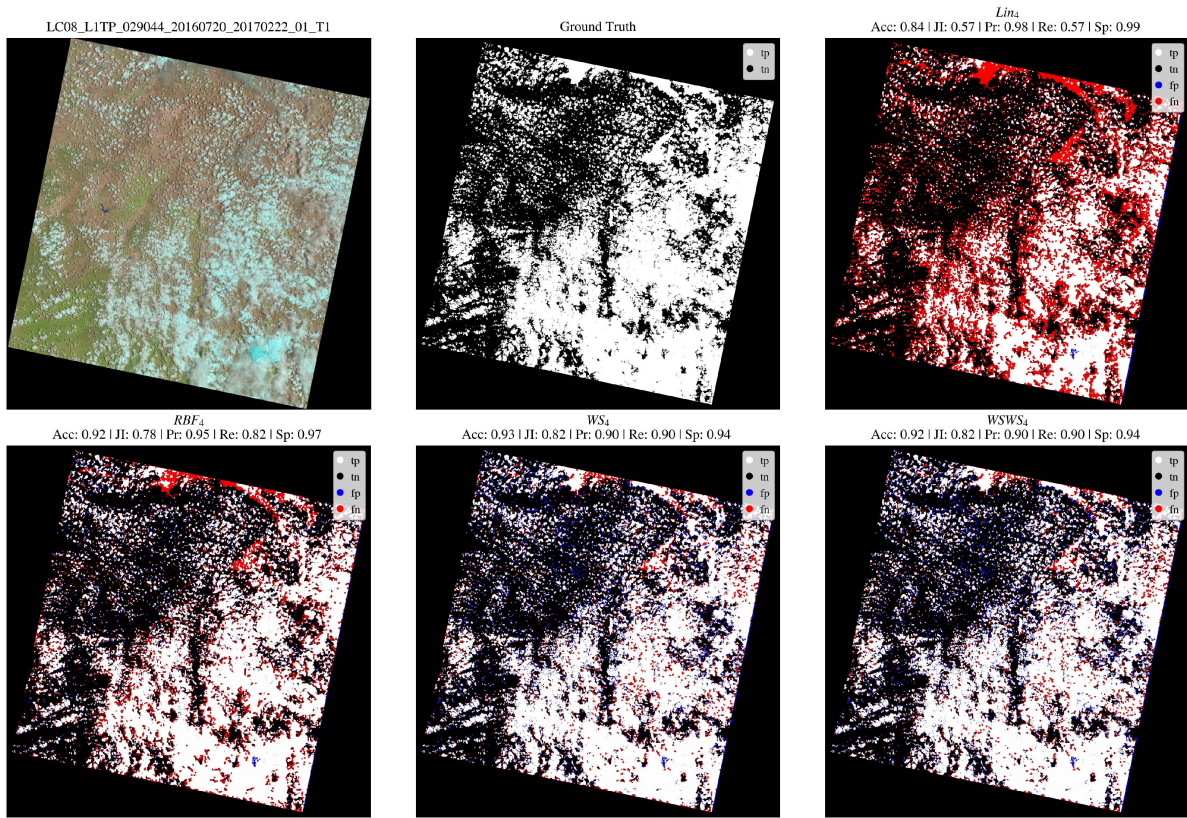 LC08_L1TP_029044_20160720_20170222_01_T1
Ground Truth
tp
tn
Lin4
Acc: 0.84 | JI: 0.57 | Pr: 0.98 | Re: 0.57 | Sp: 0.99
tp
tn
fp
fn
RBF4
Acc: 0.92 | JI: 0.78 | Pr: 0.95 | Re: 0.82 | Sp: 0.97
tp
tn
fp
fn
WS4
Acc: 0.93 | JI: 0.82 | Pr: 0.90 | Re: 0.90 | Sp: 0.94
tp
tn
fp
fn
WSWS4
Acc: 0.92 | JI: 0.82 | Pr: 0.90 | Re: 0.90 | Sp: 0.94
tp
tn
fp
fn